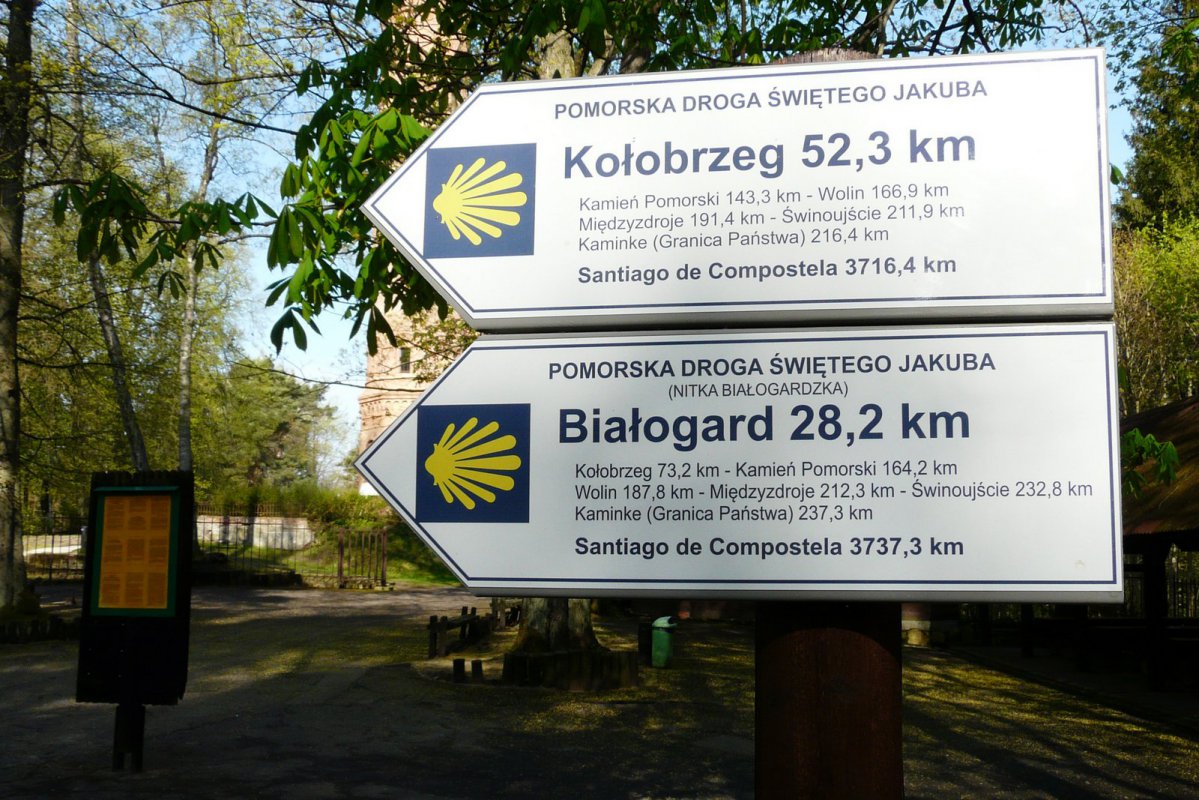 POMORSKA DROGA ŚWIĘTEGO JAKUBA
Kołobrzeg 52,3 km
Kamień Pomorski 143,3 km - Wolin 166,9 km
Międzyzdroje 191,4 km - Świnoujście 211,9 km
Kaminke (Granica Państwa) 216,4 km
Santiago de Compostela 3716,4 km
POMORSKA DROGA ŚWIĘTEGO JAKUBA
(NITKA BIAŁOGARDZKA)
Białogard 28,2 km
Kołobrzeg 73,2 km - Kamień Pomorski 164,2 km
Wolin 187,8 km - Międzyzdroje 212,3 km - Świnoujście 232,8 km
Kaminke (Granica Państwa) 237,3 km
Santiago de Compostela 3737,3 km